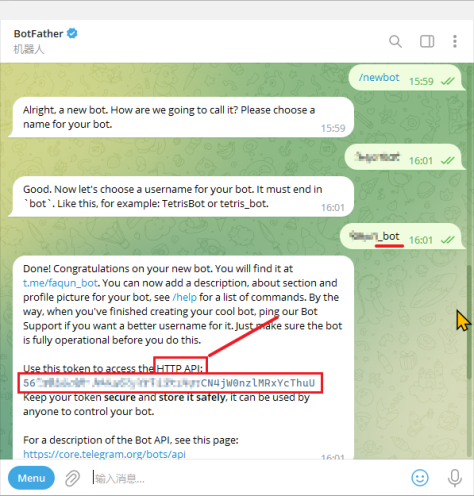 BotFather
机器人
/newbot
15:59
Alright, a new bot. How are we going to call it? Please choose a
name for your bot.
15:59
16:01
Good. Now let's choose a username for your bot. It must end in
`bot`. Like this, for example: TetrisBot or tetris_bot.
16:01
_bot
16:01
Done! Congratulations on your new bot. You will find it at
t.me/faqun_bot. You can now add a description, about section and
profile picture for your bot, see /help for a list of commands. By the
way, when you've finished creating your cool bot, ping our Bot
Support if you want a better username for it. Just make sure the bot
is fully operational before you do this.
Use this token to access the HTTP API:
Keep your token secure and store it safely, it can be used by
anyone to control your bot.
For a description of the Bot API, see this page:
https://core.telegram.org/bots/api
16:01
Menu
输入消息...